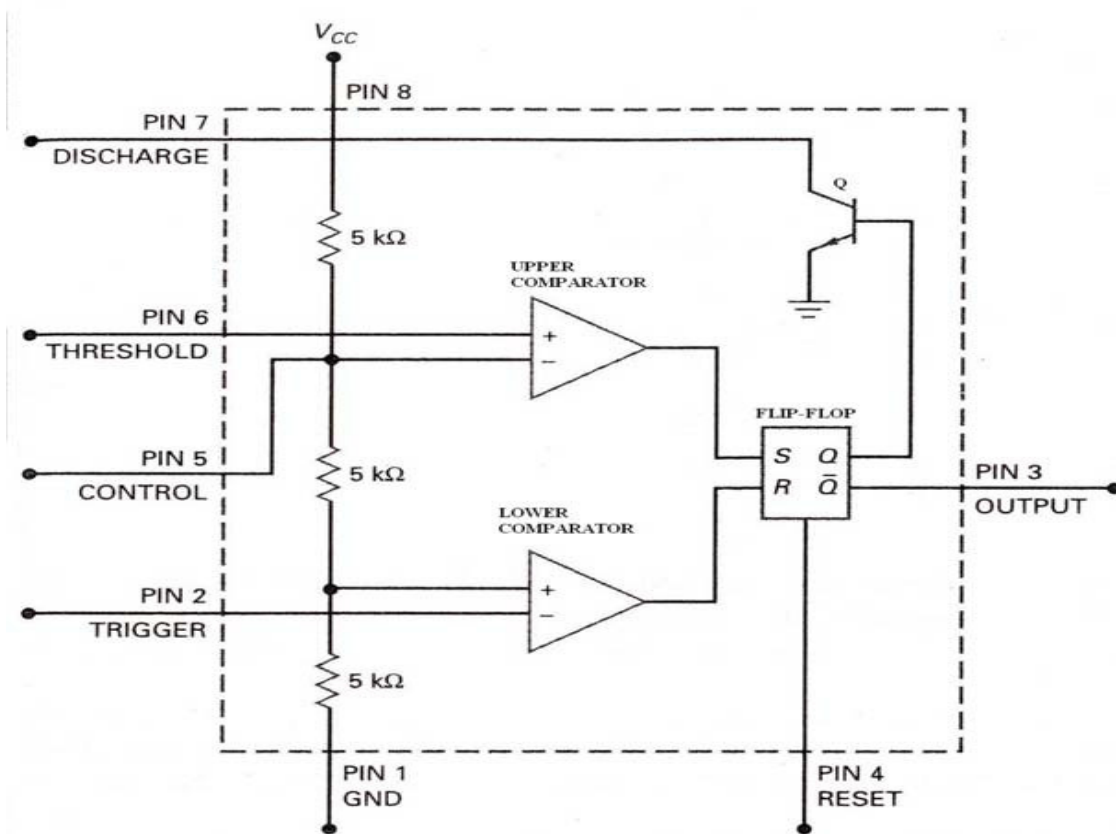 VCC
PIN 8
PIN 7
DISCHARGE
Q
5 kΩ
UPPER
COMPARATOR
PIN 6
THRESHOLD
+
−
FLIP-FLOP
S Q
R Q̅
PIN 5
CONTROL
5 kΩ
PIN 3
OUTPUT
LOWER
COMPARATOR
+
−
PIN 2
TRIGGER
5 kΩ
PIN 1
GND
PIN 4
RESET